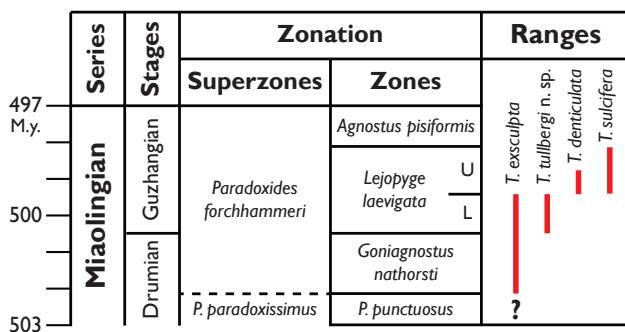 Series
Stages
Zonation
Ranges
Superzones
Zones
497
M.y.
500
503
Miaolingian
Guzhangian
Drumian
Paradoxides
forchhammeri
P. paradoxissimus
Agnostus pisiformis
Lejopyge
laevigata
U
L
Goniagnostus
nathorsti
P. punctuosus
T. exsculpta
T. tullbergi n. sp.
T. denticulata
T. sulcifera
?